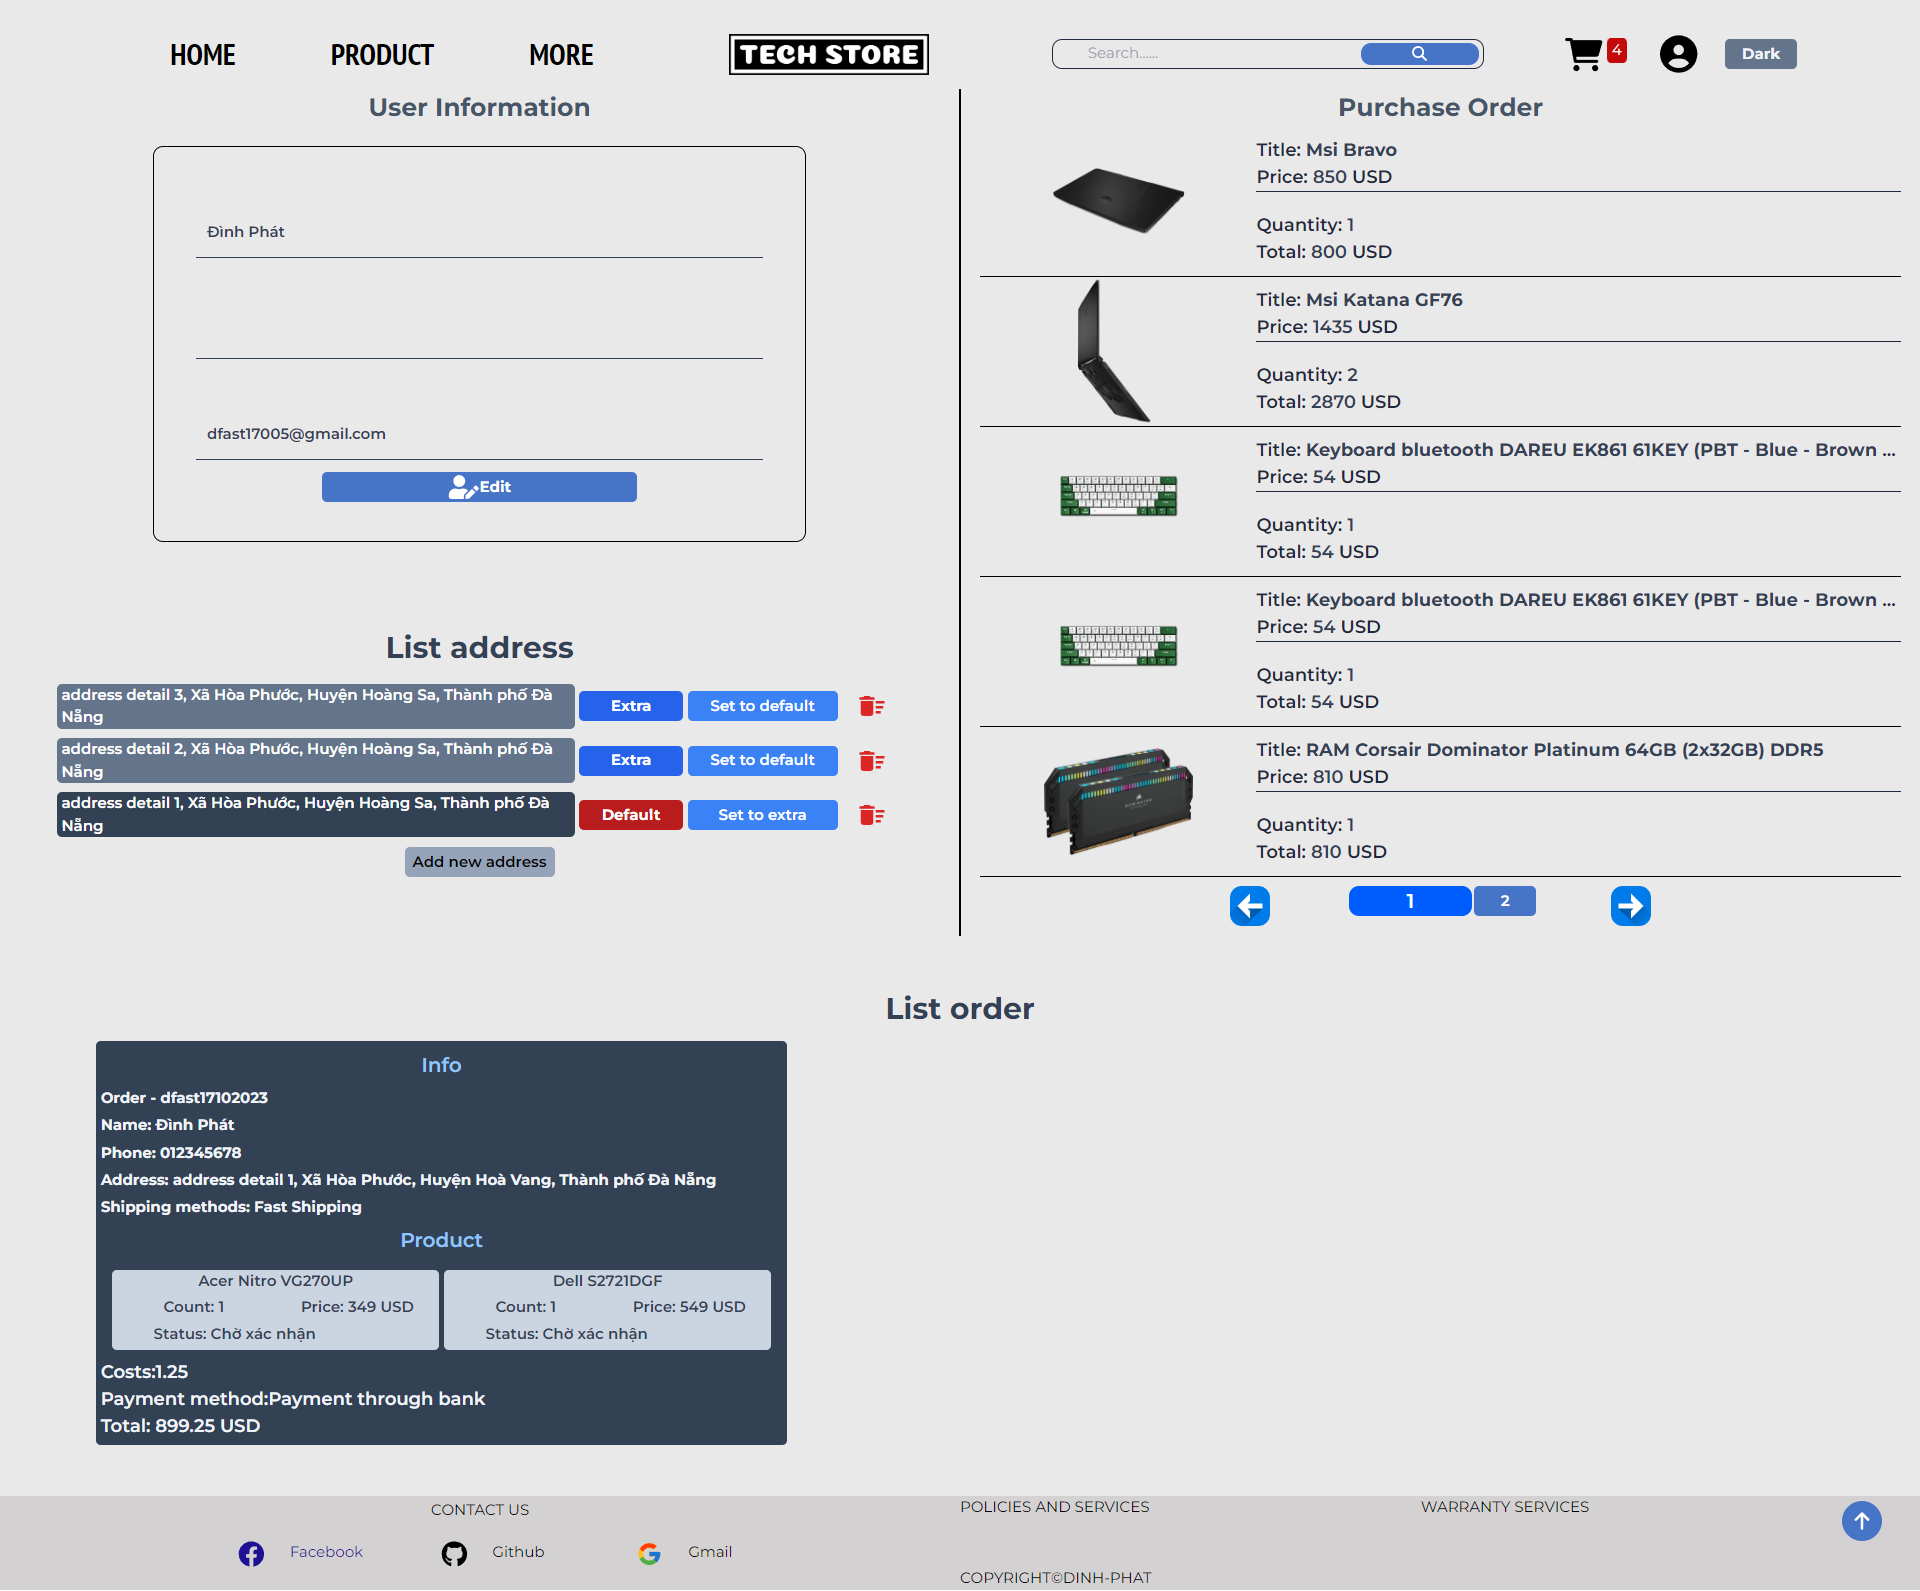 HOME
PRODUCT
MORE
TECH STORE
Search......
4
Dark
User Information
Đình Phát
dfast17005@gmail.com
Edit
List address
address detail 3, Xã Hòa Phước, Huyện Hoàng Sa, Thành phố Đà
Nẵng
Extra
Set to default
address detail 2, Xã Hòa Phước, Huyện Hoàng Sa, Thành phố Đà
Nẵng
Extra
Set to default
address detail 1, Xã Hòa Phước, Huyện Hoàng Sa, Thành phố Đà
Nẵng
Default
Set to extra
Add new address
Purchase Order
Title: Msi Bravo
Price: 850 USD
Quantity: 1
Total: 800 USD
Title: Msi Katana GF76
Price: 1435 USD
Quantity: 2
Total: 2870 USD
Title: Keyboard bluetooth DAREU EK861 61KEY (PBT - Blue - Brown ...
Price: 54 USD
Quantity: 1
Total: 54 USD
Title: Keyboard bluetooth DAREU EK861 61KEY (PBT - Blue - Brown ...
Price: 54 USD
Quantity: 1
Total: 54 USD
Title: RAM Corsair Dominator Platinum 64GB (2x32GB) DDR5
Price: 810 USD
Quantity: 1
Total: 810 USD
1
2
List order
Info
Order - dfast17102023
Name: Đình Phát
Phone: 012345678
Address: address detail 1, Xã Hòa Phước, Huyện Hoà Vang, Thành phố Đà Nẵng
Shipping methods: Fast Shipping
Product
Acer Nitro VG270UP
Count: 1
Price: 349 USD
Status: Chờ xác nhận
Dell S2721DGF
Count: 1
Price: 549 USD
Status: Chờ xác nhận
Costs:1.25
Payment method:Payment through bank
Total: 899.25 USD
CONTACT US
Facebook
Github
Gmail
POLICIES AND SERVICES
COPYRIGHT©DINH-PHAT
WARRANTY SERVICES